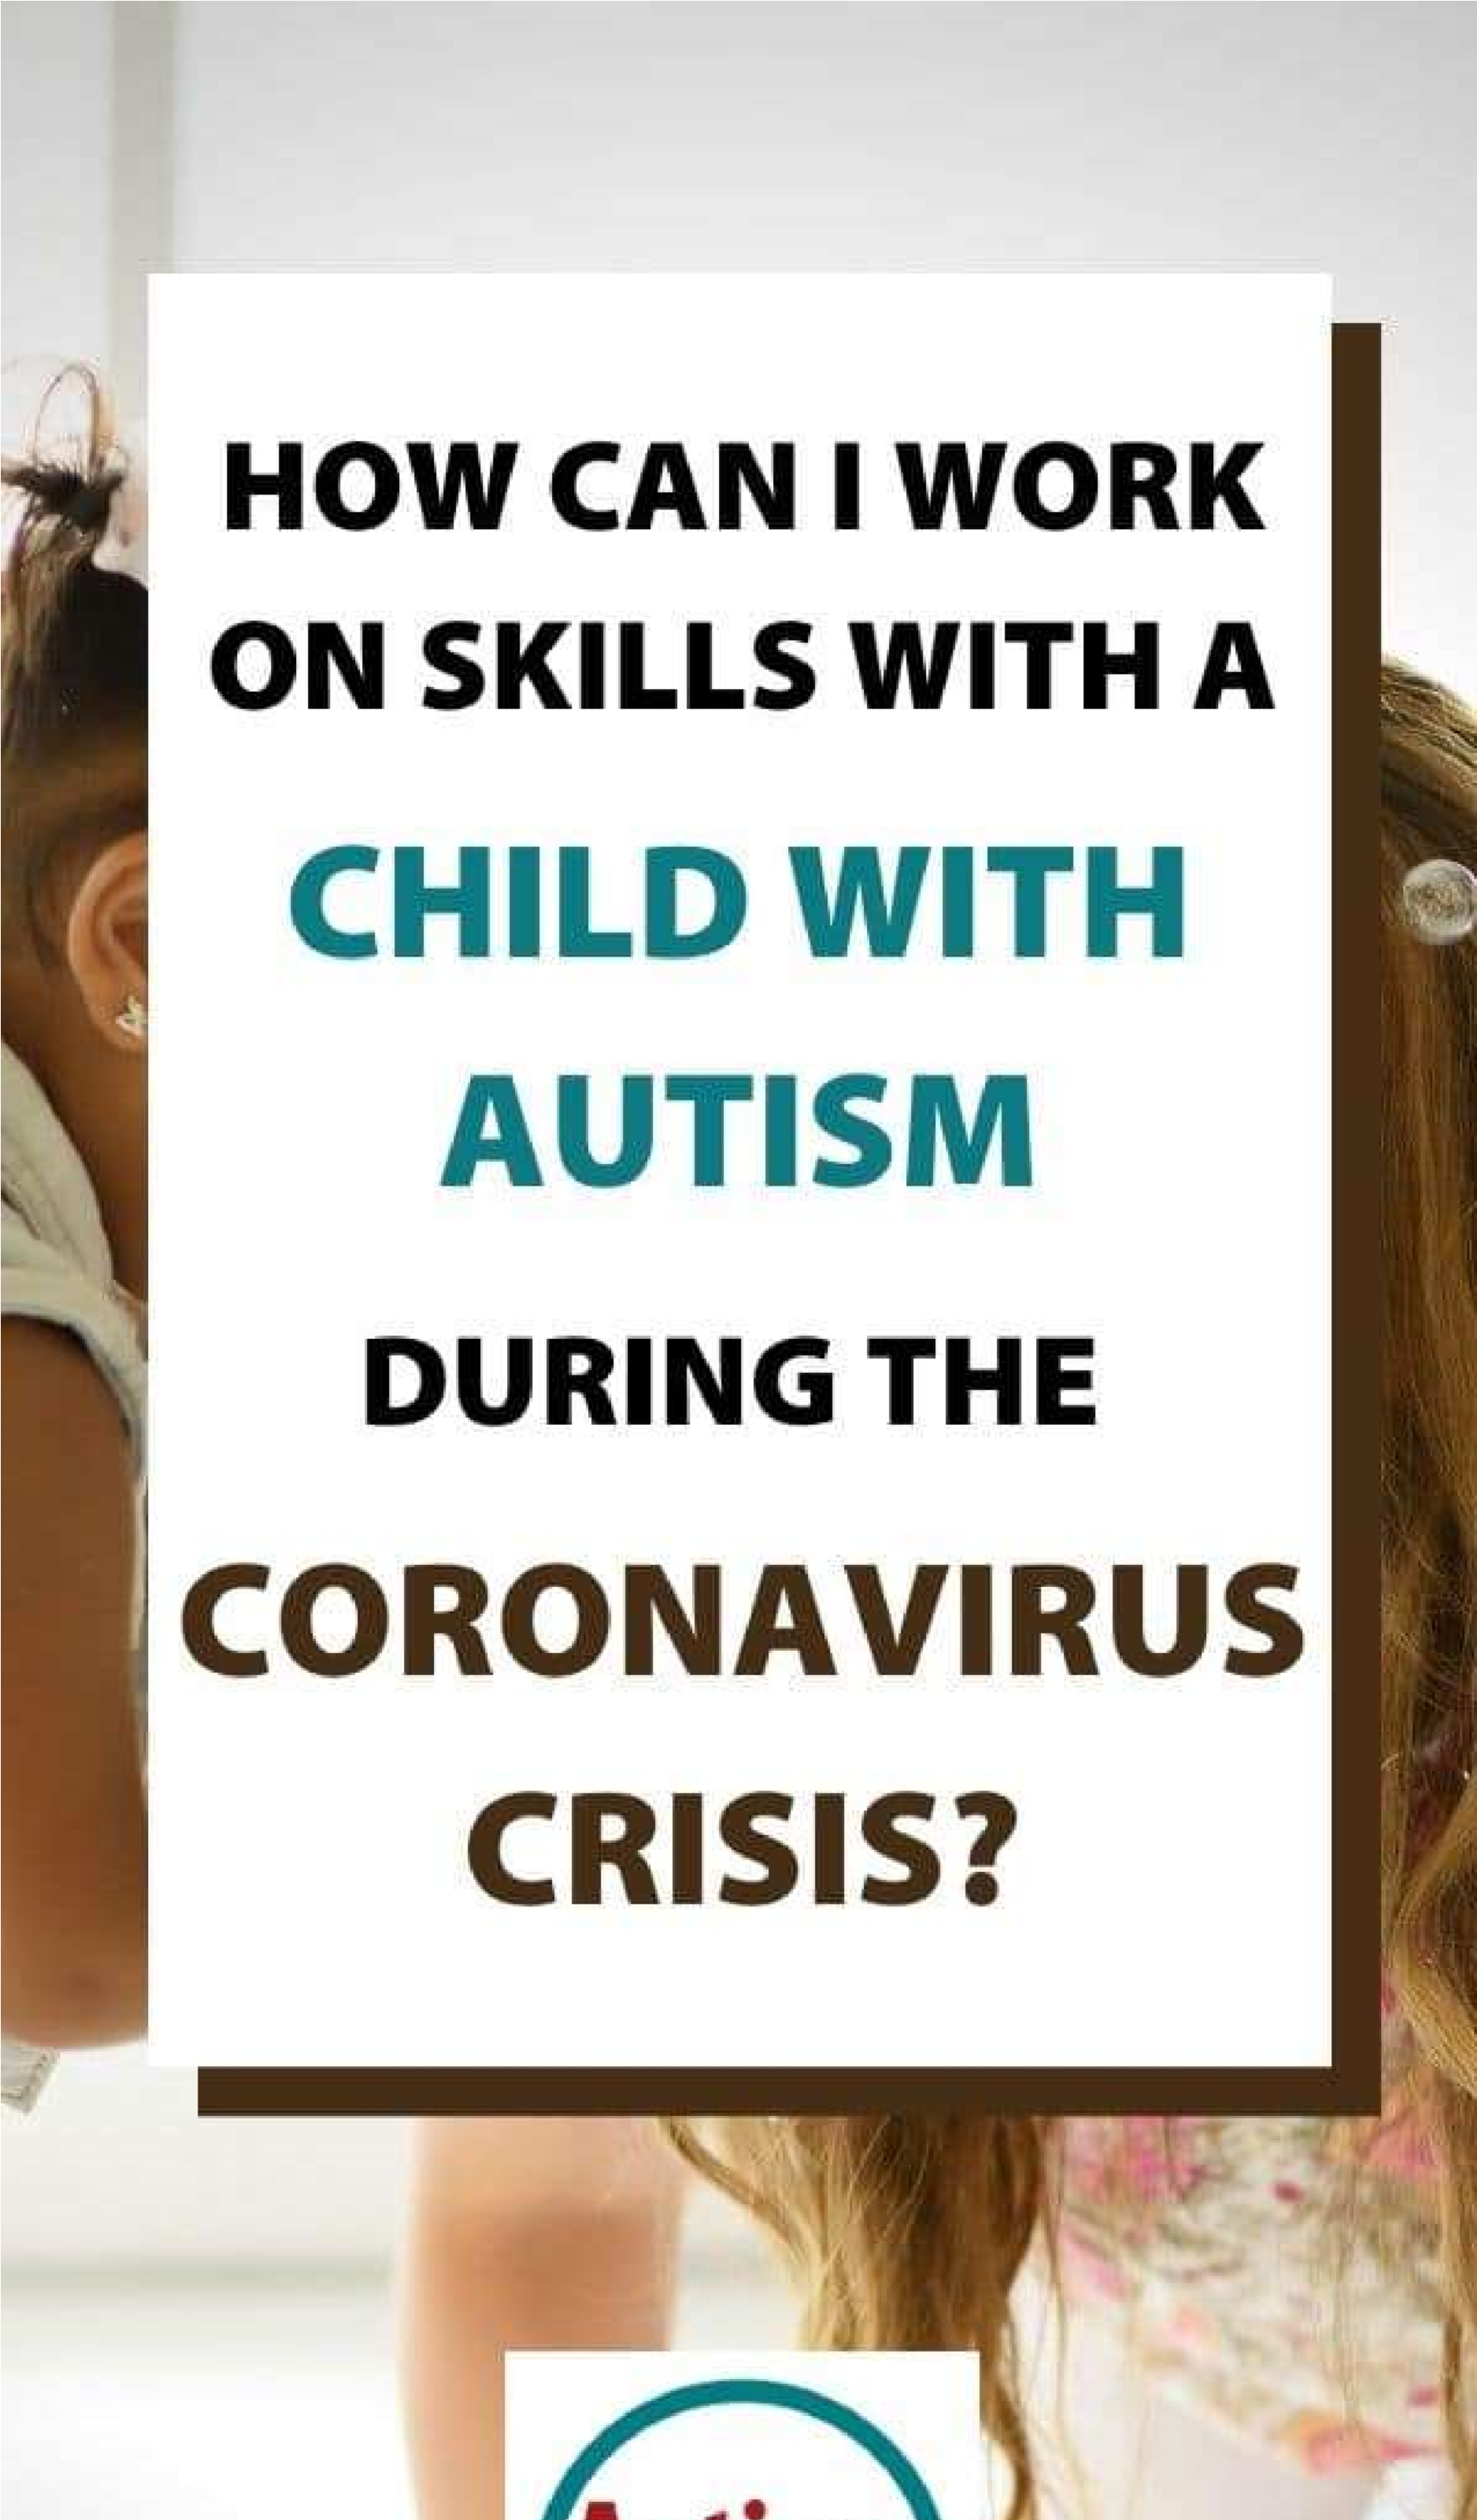 HOW CAN I WORK
ON SKILLS WITH A
CHILD WITH
AUTISM
DURING THE
CORONAVIRUS
CRISIS?